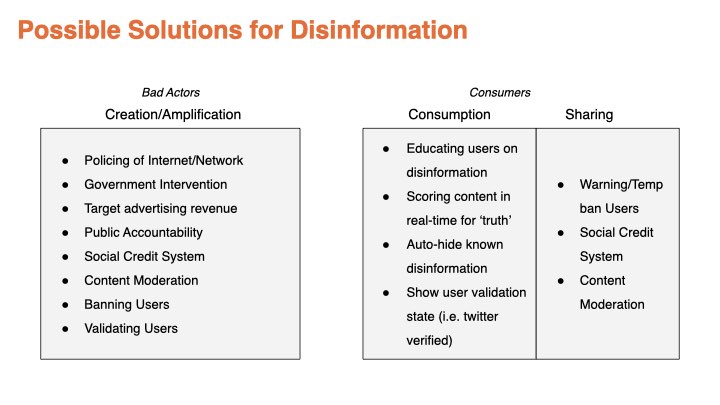 Possible Solutions for Disinformation
Bad Actors
Creation/Amplification
● Policing of Internet/Network
● Government Intervention
● Target advertising revenue
● Public Accountability
● Social Credit System
● Content Moderation
● Banning Users
● Validating Users
Consumers
Consumption
● Educating users on
disinformation
● Scoring content in
real-time for ‘truth’
● Auto-hide known
disinformation
● Show user validation
state (i.e. twitter
verified)
Sharing
● Warning/Temp
ban Users
● Social Credit
System
● Content
Moderation